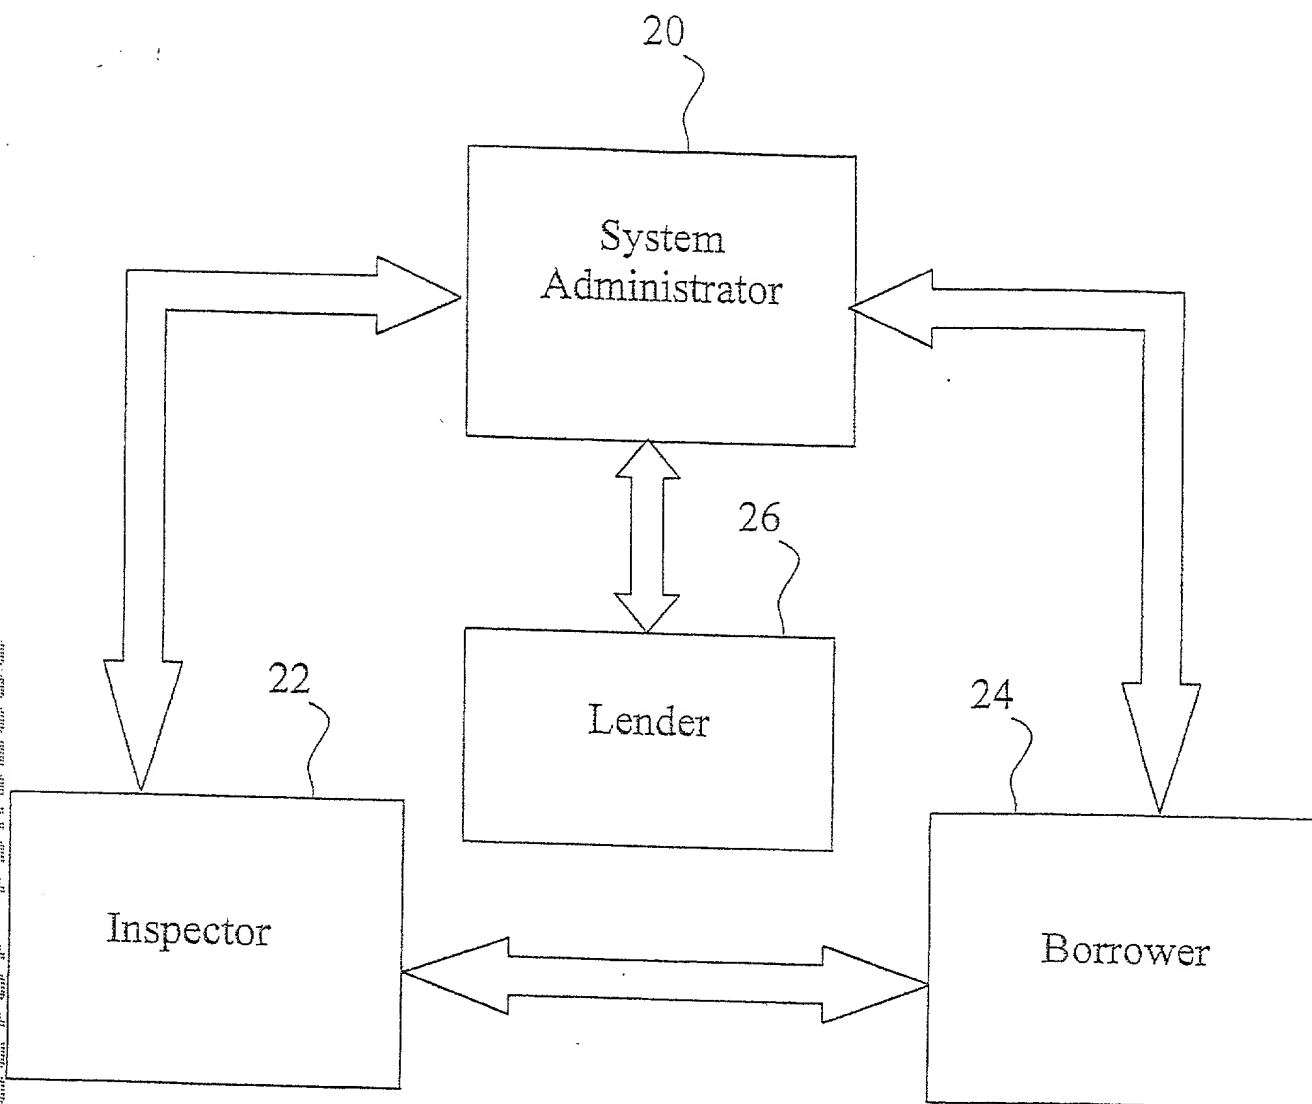 20
System
Administrator
26
Lender
22
Inspector
24
Borrower